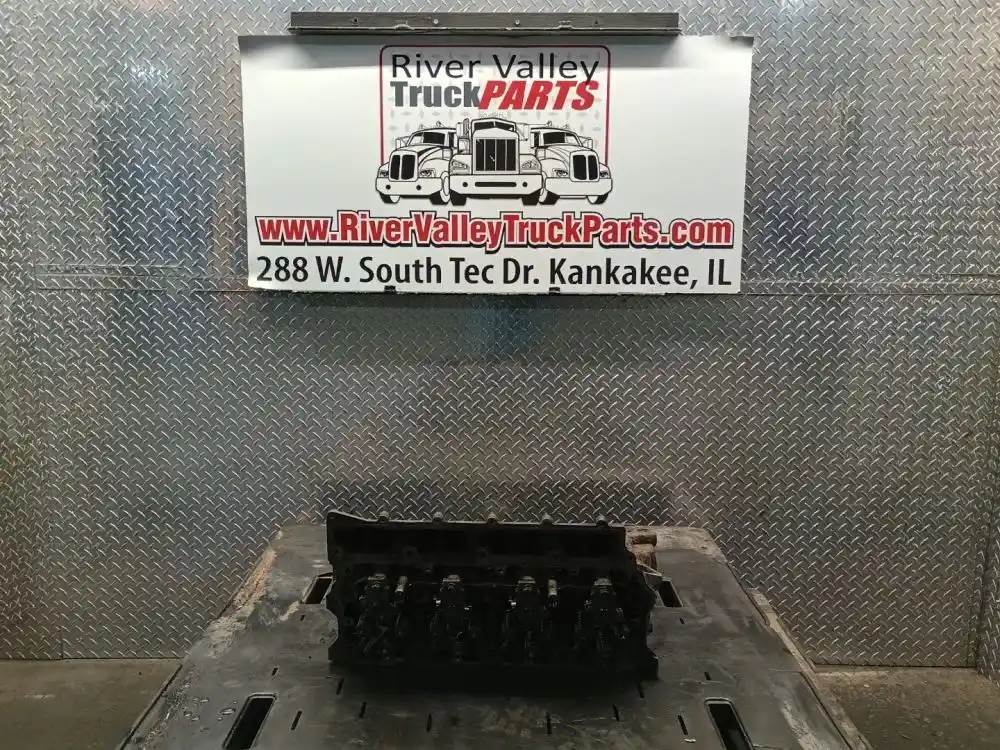 River Valley
TruckPARTS
www.RiverValleyTruckParts.com
288 W. South Tec Dr. Kankakee, IL